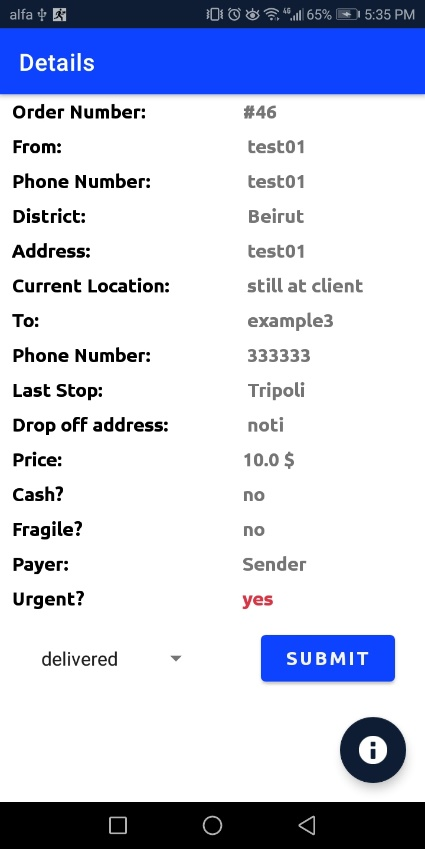 alfa 4G 65% 5:35 PM
Details
Order Number: #46
From: test01
Phone Number: test01
District: Beirut
Address: test01
Current Location: still at client
To: example3
Phone Number: 333333
Last Stop: Tripoli
Drop off address: noti
Price: 10.0 $
Cash? no
Fragile? no
Payer: Sender
Urgent? yes
delivered SUBMIT